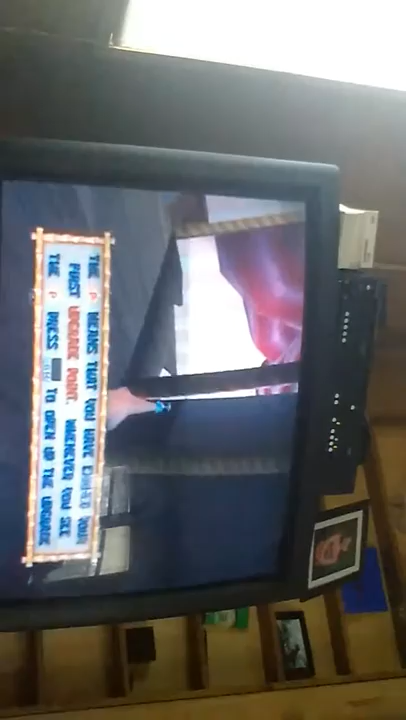 THE P MEANS THAT YOU HAVE EARNED YOUR
FIRST UPGRADE POINT. WHENEVER YOU SEE
THE P PRESS TO OPEN UP THE UPGRADE